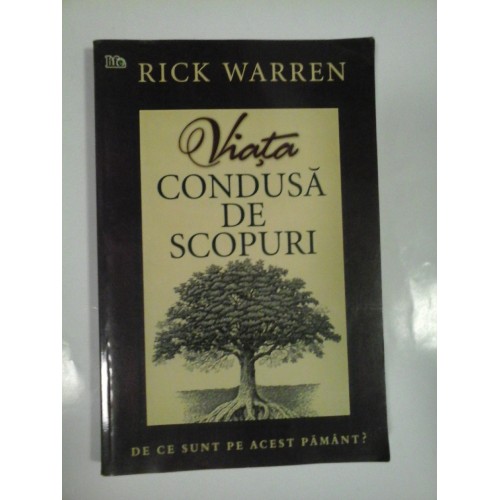 RICK WARREN
Viața
CONDUSĂ
DE
SCOPURI
DE CE SUNT PE ACEST PĂMÂNT?